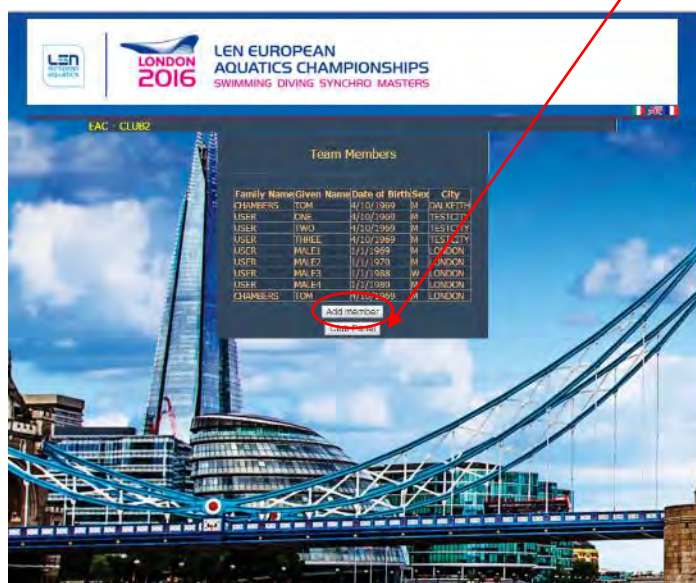 LEN
LONDON
2016
LEN EUROPEAN
AQUATICS CHAMPIONSHIPS
SWIMMING DIVING SYNCHRO MASTERS
EAC - CLUB2
Team Members
Family Name Given Name Date of Birth Sex City
CHAMBERS TOM 4/10/1969 M DALKEITH
USER ONE 4/10/1969 M TESTCITY
USER TWO 4/10/1969 M TESTCITY
USER THREE 4/10/1969 M TESTCITY
USER MALE1 1/1/1969 M LONDON
USER MALE2 1/1/1970 M LONDON
USER MALE3 1/1/1988 W LONDON
USER MALE4 1/1/1989 M LONDON
CHAMBERS TOM 4/10/1969 M LONDON
Add member
Club Panel